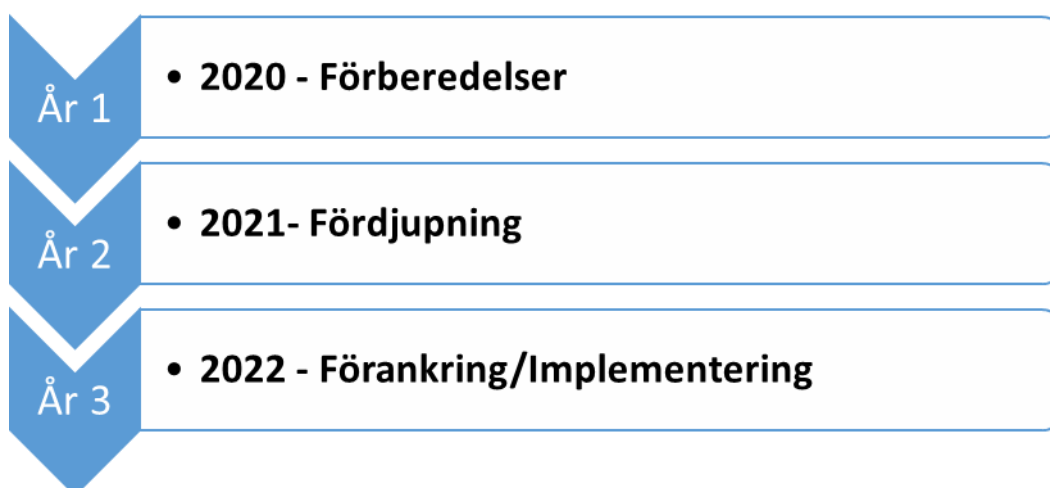 År 1
• 2020 - Förberedelser
År 2
• 2021- Fördjupning
År 3
• 2022 - Förankring/Implementering